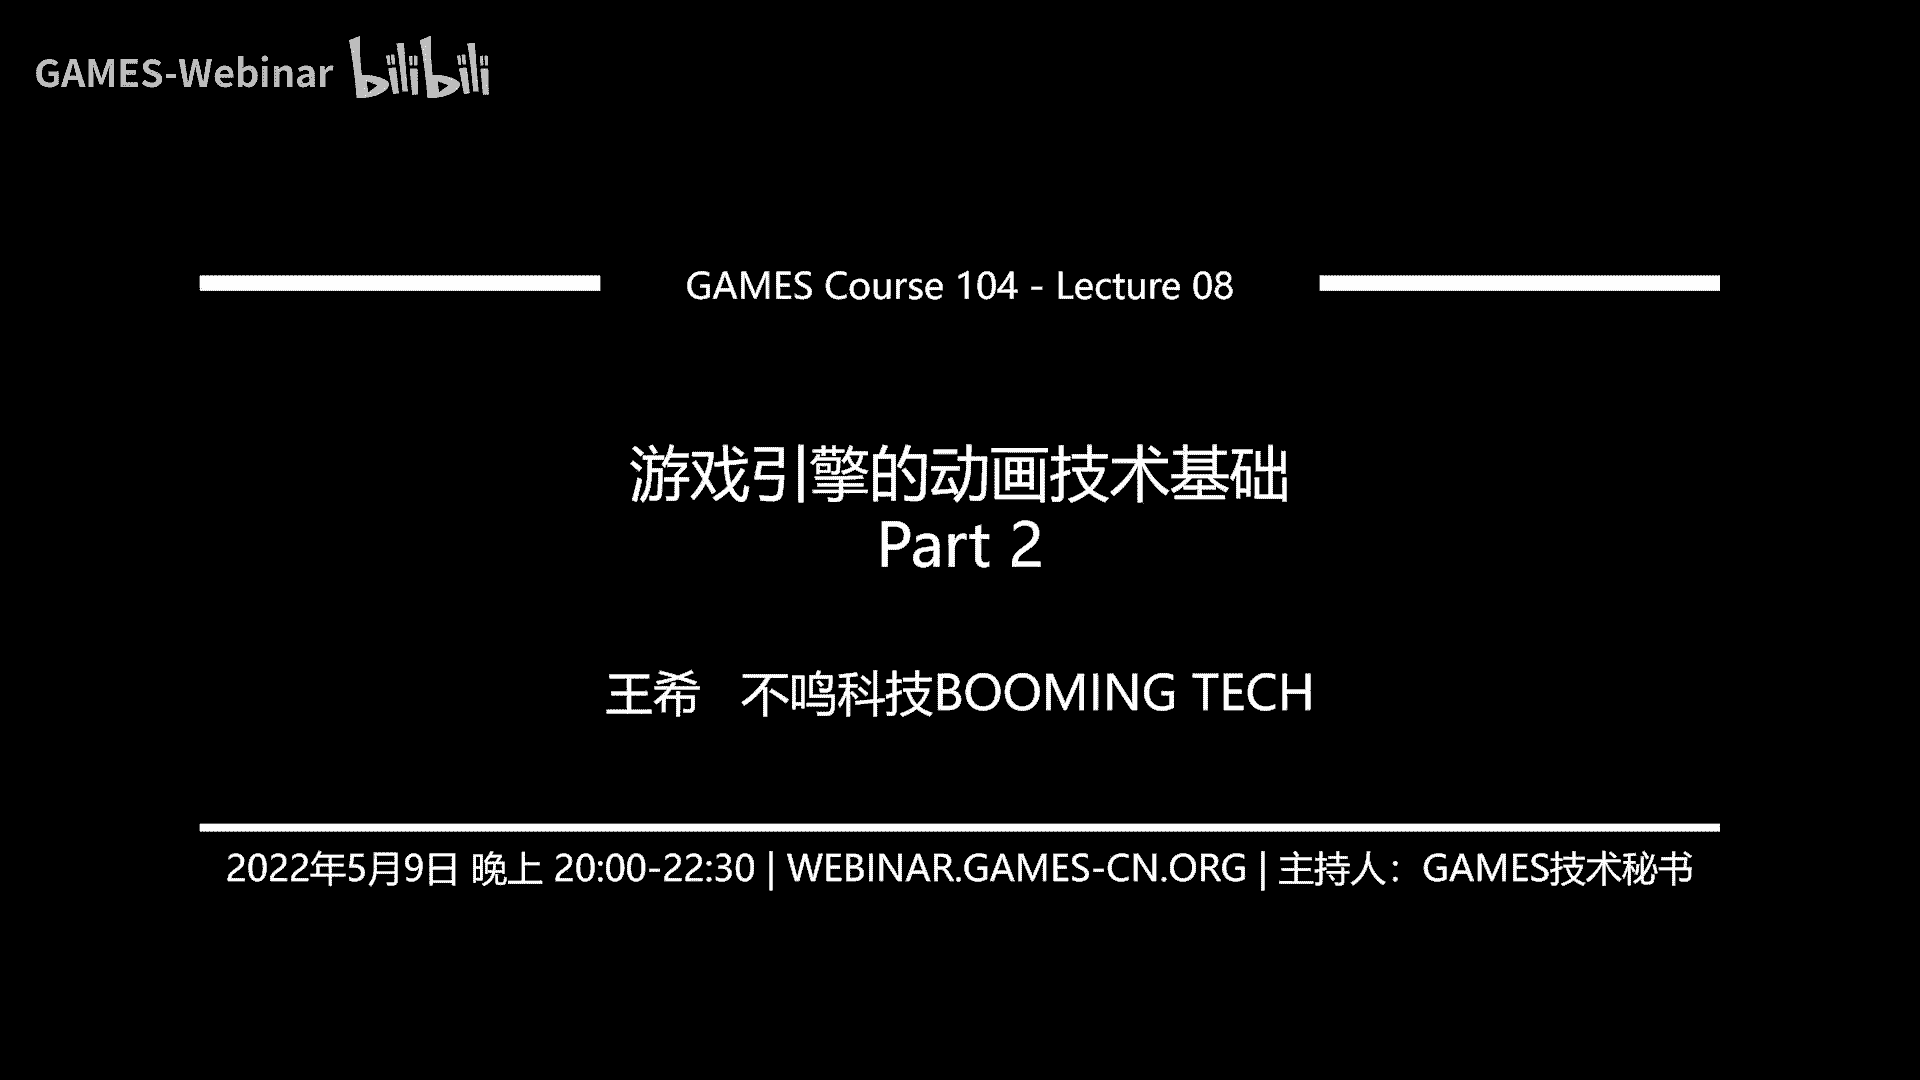 GAMES-Webinar bilibili
GAMES Course 104 - Lecture 08
游戏引擎的动画技术基础
Part 2
王希 不鸣科技BOOMING TECH
2022年5月9日 晚上 20:00-22:30 | WEBINAR.GAMES-CN.ORG | 主持人：GAMES技术秘书